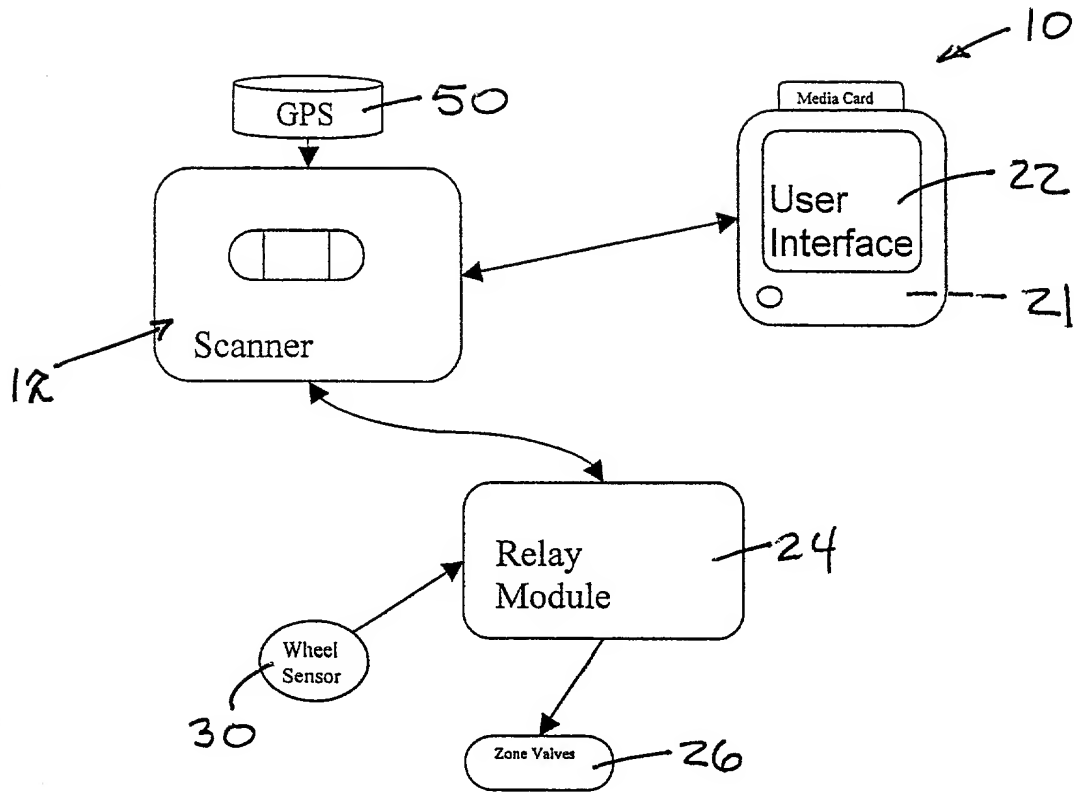 10
GPS
50
Media Card
User
Interface
22
21
Scanner
12
Relay
Module
24
Wheel
Sensor
30
Zone Valves
26